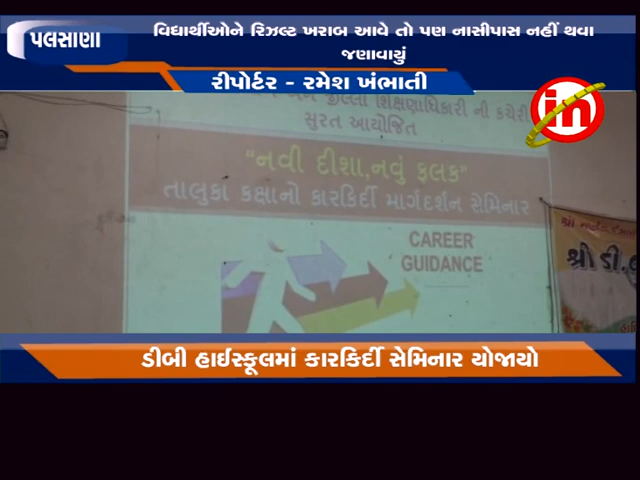 પલસાણા
વિદ્યાર્થીઓને રિઝલ્ટ ખરાબ આવે તો પણ નાસીપાસ નહીં થવા
જણાવાયું
રીપોર્ટર - રમેશ ખંભાતી
in
જીલ્લા શિક્ષણાધિકારી ની કચેરી
સુરત આયોજિત
“નવી દીશા,નવું ફલક”
તાલુકા કક્ષાનો કારકિર્દી માર્ગદર્શન સેમિનાર
CAREER
GUIDANCE
શ્રી ડી.
ડીબી હાઈસ્કૂલમાં કારકિર્દી સેમિનાર યોજાયો